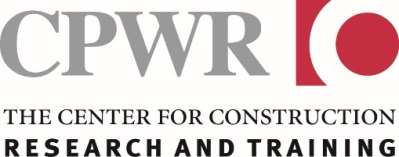 CPWR
THE CENTER FOR CONSTRUCTION
RESEARCH AND TRAINING